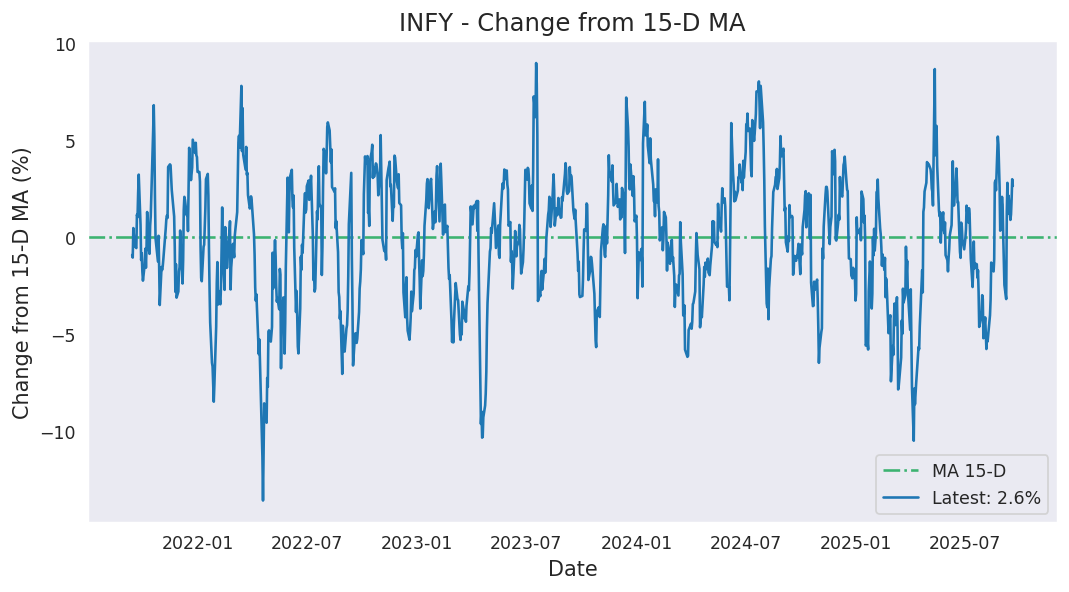 INFY - Change from 15-D MA
Change from 15-D MA (%)
10
5
0
−5
−10
MA 15-D
Latest: 2.6%
2022-01 2022-07 2023-01 2023-07 2024-01 2024-07 2025-01 2025-07
Date